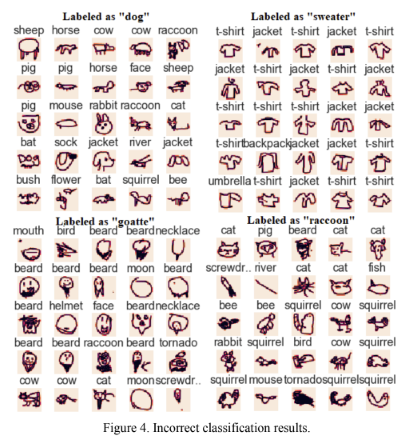 Labeled as "dog"
sheep horse cow cow raccoon
pig pig horse face sheep
pig mouse rabbit raccoon cat
bat sock jacket river jacket
bush flower bat squirrel bee
Labeled as "sweater"
t-shirt jacket t-shirt jacket t-shirt
jacket t-shirt jacket jacket jacket
t-shirt t-shirt jacket jacket t-shirt
t-shirt backpack jacket t-shirt t-shirt
umbrella t-shirt jacket t-shirt t-shirt
Labeled as "goatte"
mouth bird beard beard necklace
beard beard beard moon beard
beard helmet face beard necklace
beard beard raccoon beard tornado
cow cow cat moon screwdr..
Labeled as "raccoon"
cat pig beard cat cat
screwdr.. river cat cat fish
bee bee squirrel cow squirrel
rabbit squirrel bird cow squirrel
squirrel mouse tornado squirrel squirrel
Figure 4. Incorrect classification results.